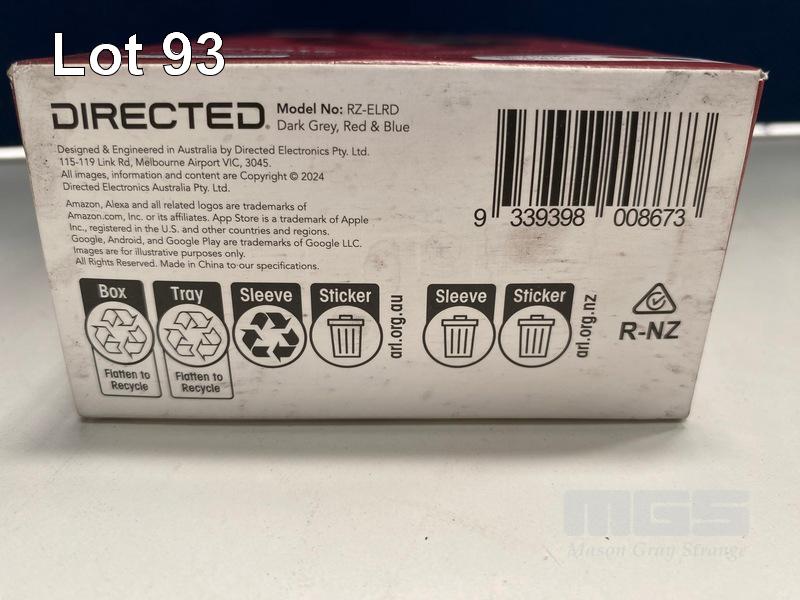 Lot 93
DIRECTED® Model No: RZ-ELRD
Dark Grey, Red & Blue
Designed & Engineered in Australia by Directed Electronics Pty. Ltd.
115-119 Link Rd, Melbourne Airport VIC, 3045.
All images, information and content are Copyright © 2024
Directed Electronics Australia Pty. Ltd.
Amazon, Alexa and all related logos are trademarks of
Amazon.com, Inc. or its affiliates. App Store is a trademark of Apple
Inc., registered in the U.S. and other countries and regions.
Google, Android, and Google Play are trademarks of Google LLC.
Images are for illustrative purposes only.
All Rights Reserved. Made in China to our specifications.
9 339398 008673
Box Tray Sleeve Sticker
Flatten to Recycle
Flatten to Recycle
arl.org.au
Sleeve Sticker
arl.org.nz
R-NZ
MGS
Mason Gray Strange